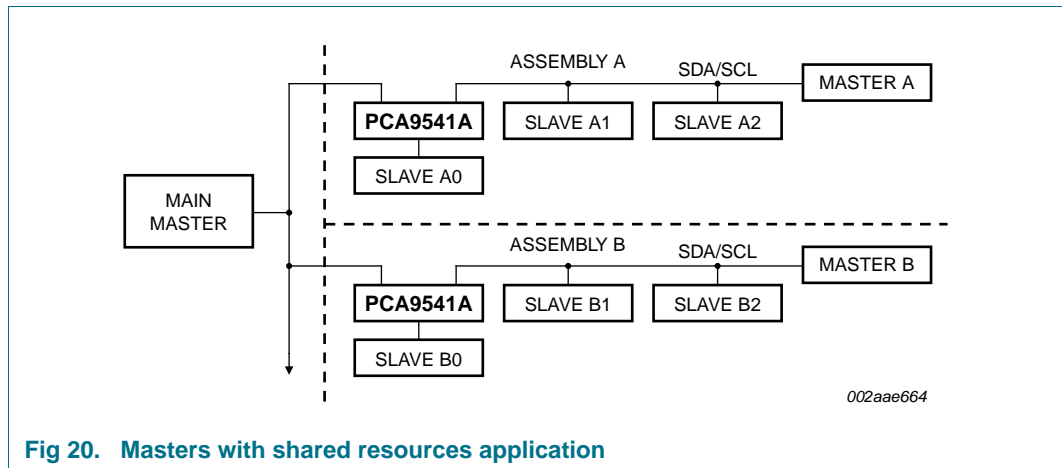 ASSEMBLY A
SDA/SCL
MASTER A
PCA9541A
SLAVE A1
SLAVE A2
SLAVE A0
MAIN
MASTER
ASSEMBLY B
SDA/SCL
MASTER B
PCA9541A
SLAVE B1
SLAVE B2
SLAVE B0
002aae664
Fig 20. Masters with shared resources application